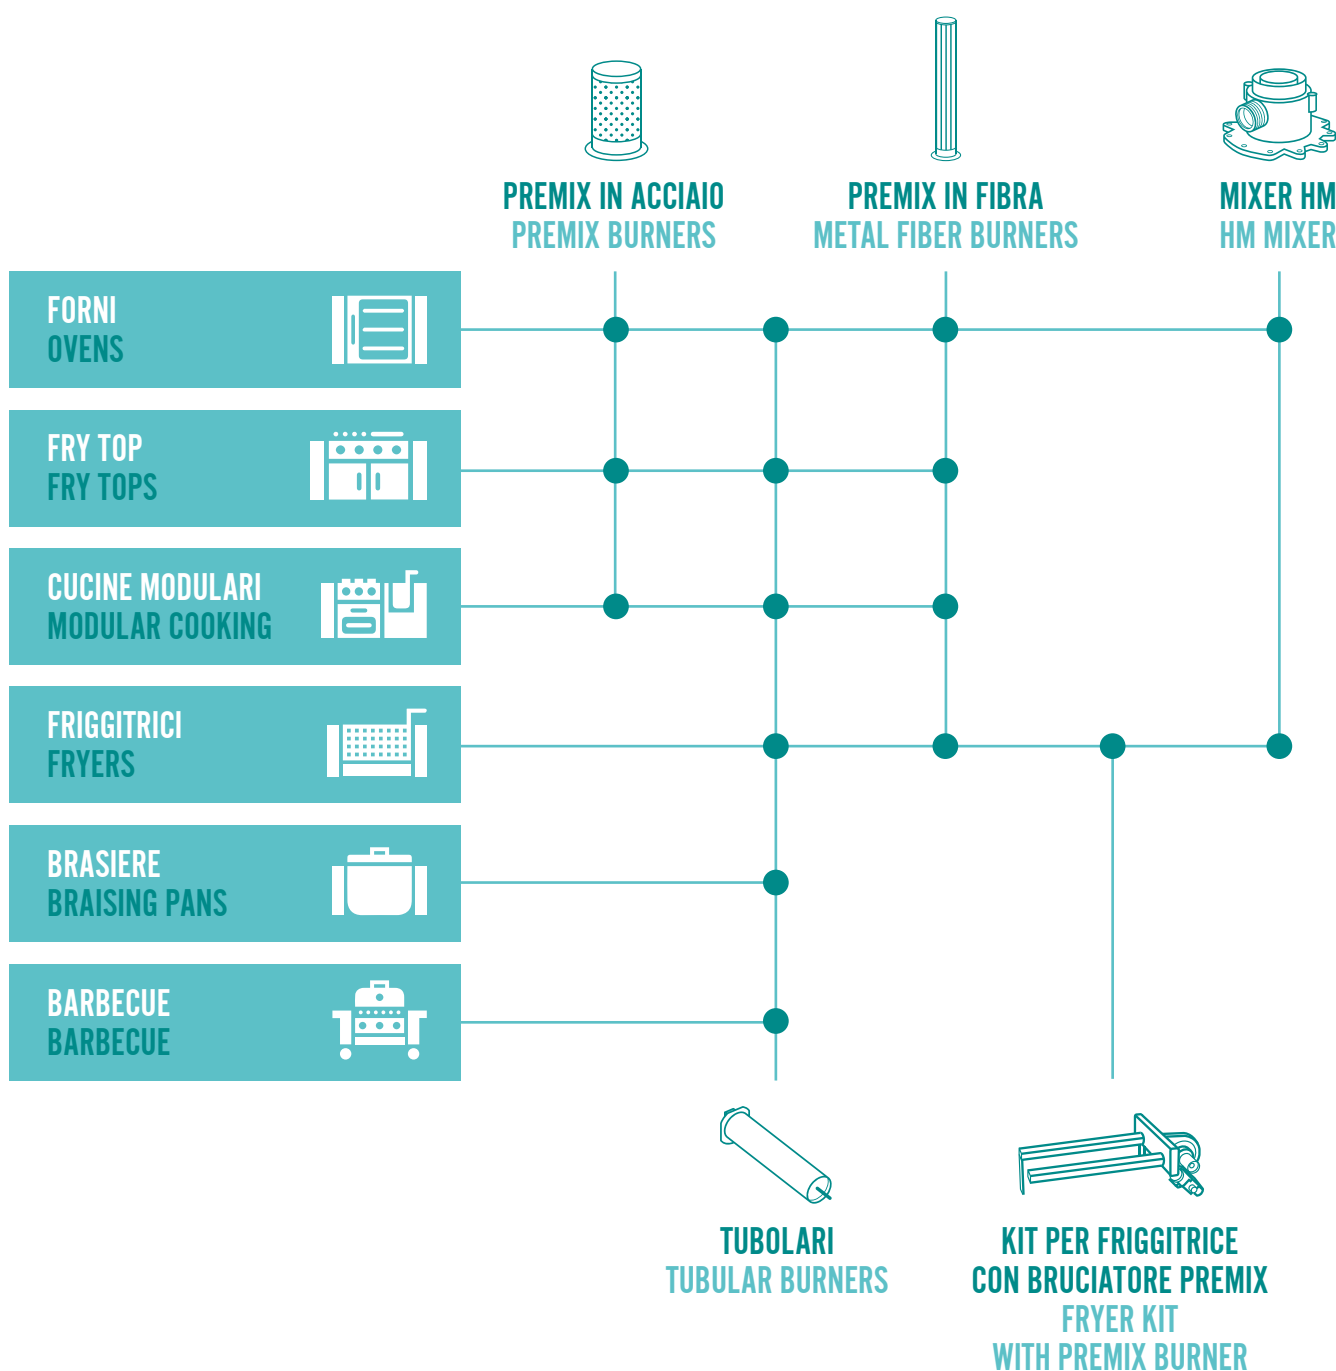 PREMIX IN ACCIAIO
PREMIX BURNERS
PREMIX IN FIBRA
METAL FIBER BURNERS
MIXER HM
HM MIXER
FORNI
OVENS
FRY TOP
FRY TOPS
CUCINE MODULARI
MODULAR COOKING
FRIGGITRICI
FRYERS
BRASIERE
BRAISING PANS
BARBECUE
BARBECUE
TUBOLARI
TUBULAR BURNERS
KIT PER FRIGGITRICE
CON BRUCIATORE PREMIX
FRYER KIT
WITH PREMIX BURNER